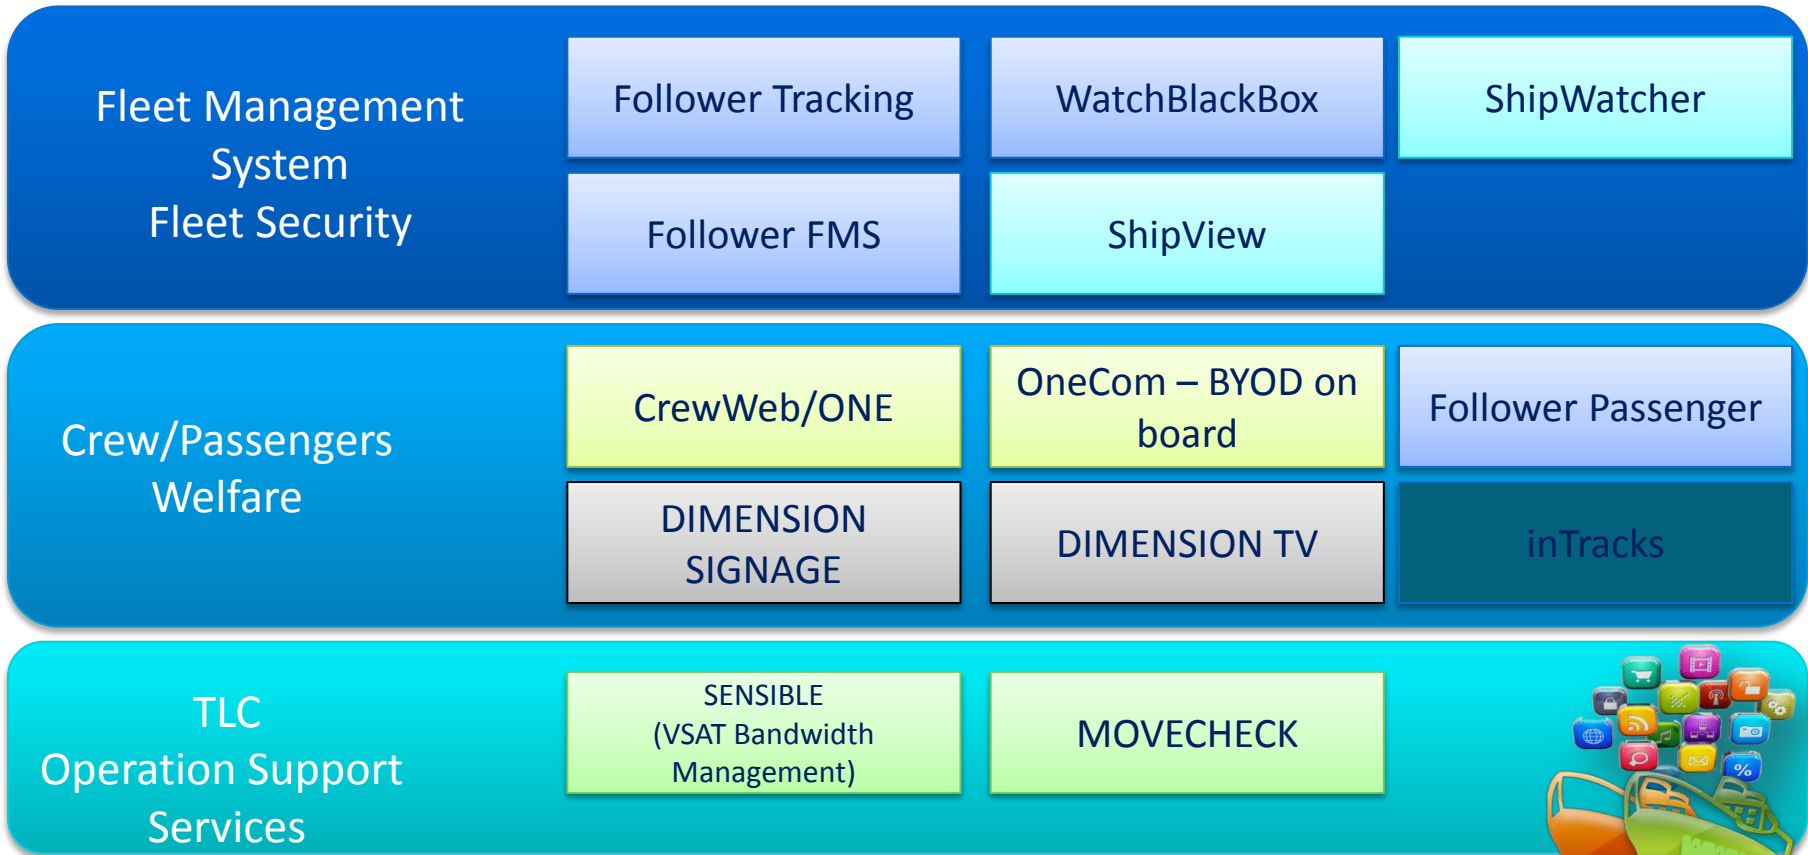 Fleet Management
System
Fleet Security
Follower Tracking
WatchBlackBox
ShipWatcher
Follower FMS
ShipView
Crew/Passengers
Welfare
CrewWeb/ONE
OneCom – BYOD on
board
Follower Passenger
DIMENSION
SIGNAGE
DIMENSION TV
inTracks
TLC
Operation Support
Services
SENSIBLE
(VSAT Bandwidth
Management)
MOVECHECK
%